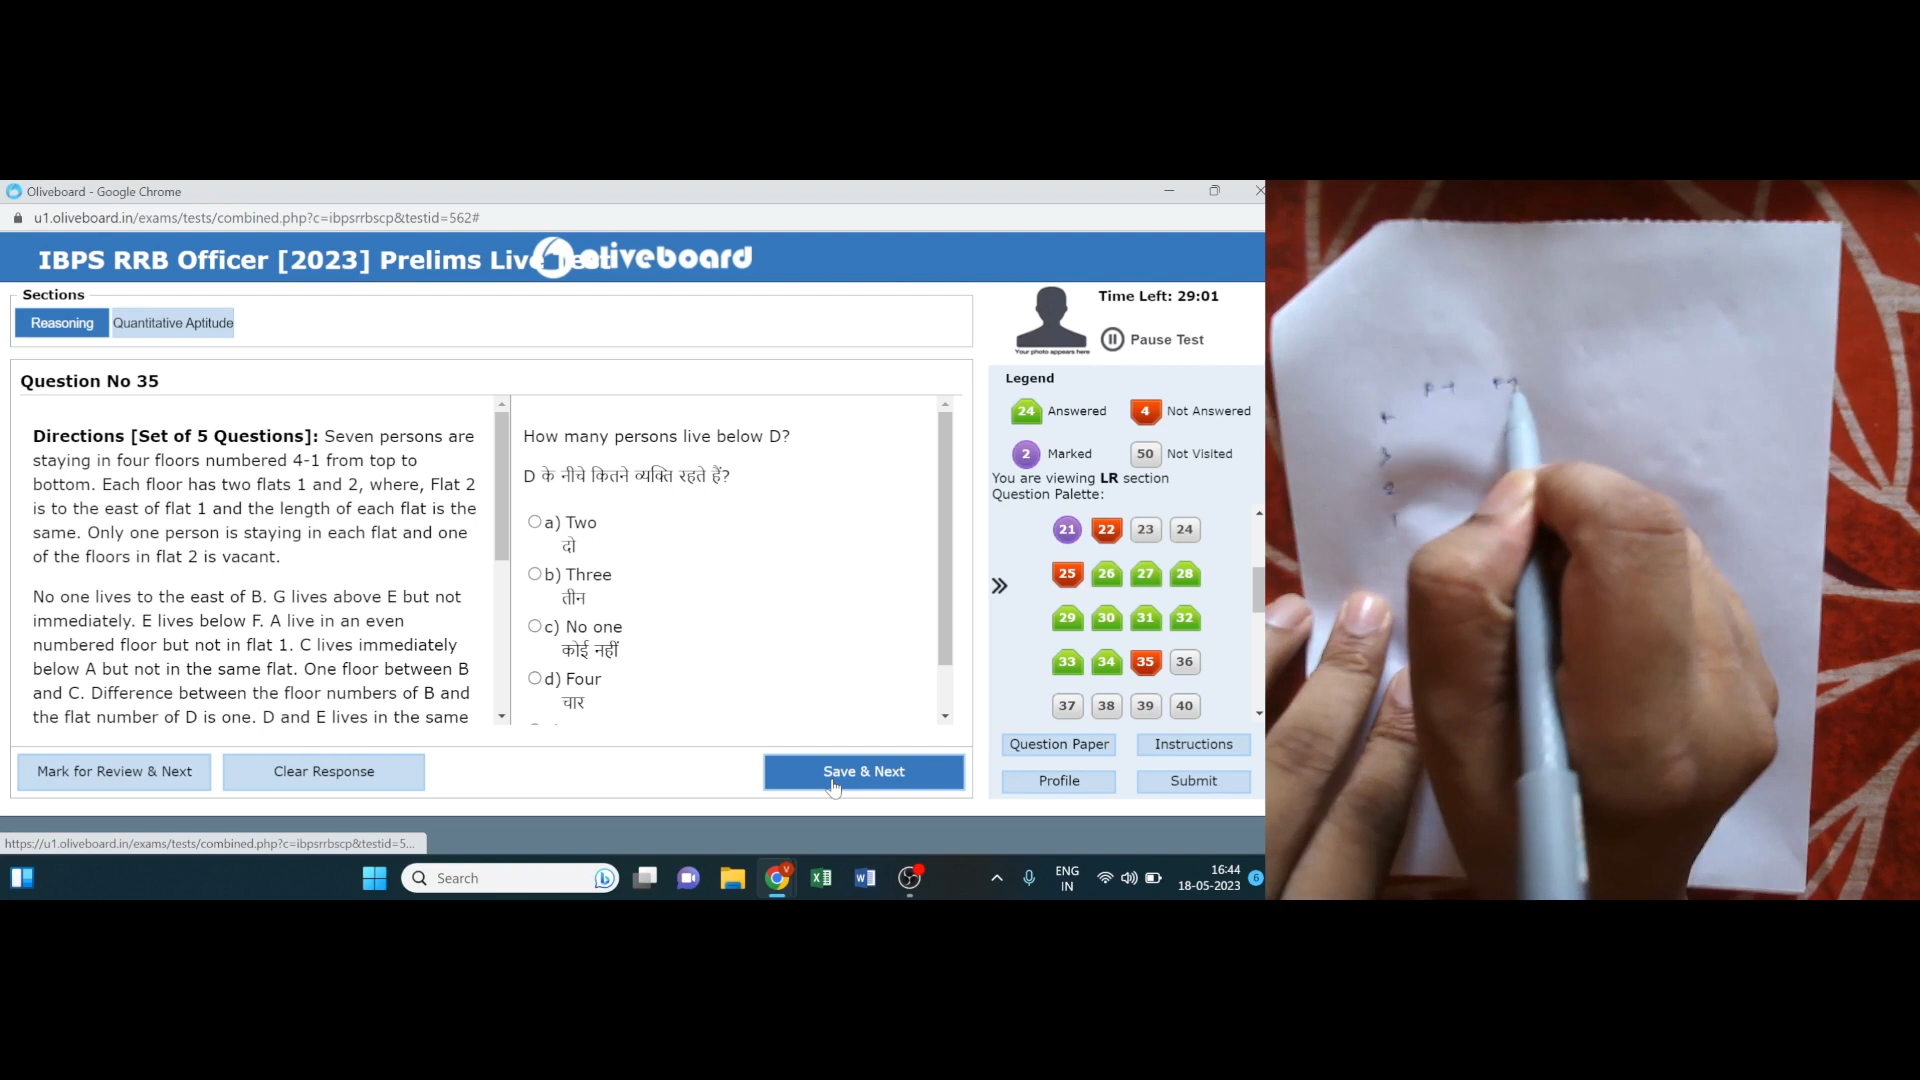 Oliveboard - Google Chrome
u1.oliveboard.in/exams/tests/combined.php?c=ibpsrrbscp&testid=562#
IBPS RRB Officer [2023] Prelims Live
oliveboard
Sections
Reasoning Quantitative Aptitude
Your photo appears here
Time Left: 29:01
Pause Test
Question No 35
Directions [Set of 5 Questions]: Seven persons are
staying in four floors numbered 4-1 from top to
bottom. Each floor has two flats 1 and 2, where, Flat 2
is to the east of flat 1 and the length of each flat is the
same. Only one person is staying in each flat and one
of the floors in flat 2 is vacant.
No one lives to the east of B. G lives above E but not
immediately. E lives below F. A live in an even
numbered floor but not in flat 1. C lives immediately
below A but not in the same flat. One floor between B
and C. Difference between the floor numbers of B and
the flat number of D is one. D and E lives in the same
How many persons live below D?
D के नीचे कितने व्यक्ति रहते हैं?
a) Two
दो
b) Three
तीन
c) No one
कोई नहीं
d) Four
चार
Legend
24 Answered 4 Not Answered
2 Marked 50 Not Visited
You are viewing LR section
Question Palette:
21 22 23 24
25 26 27 28
29 30 31 32
33 34 35 36
37 38 39 40
Question Paper Instructions
Profile Submit
Mark for Review & Next Clear Response Save & Next
https://u1.oliveboard.in/exams/tests/combined.php?c=ibpsrrbscp&testid=5...
Search
ENG
IN
16:44
18-05-2023
6